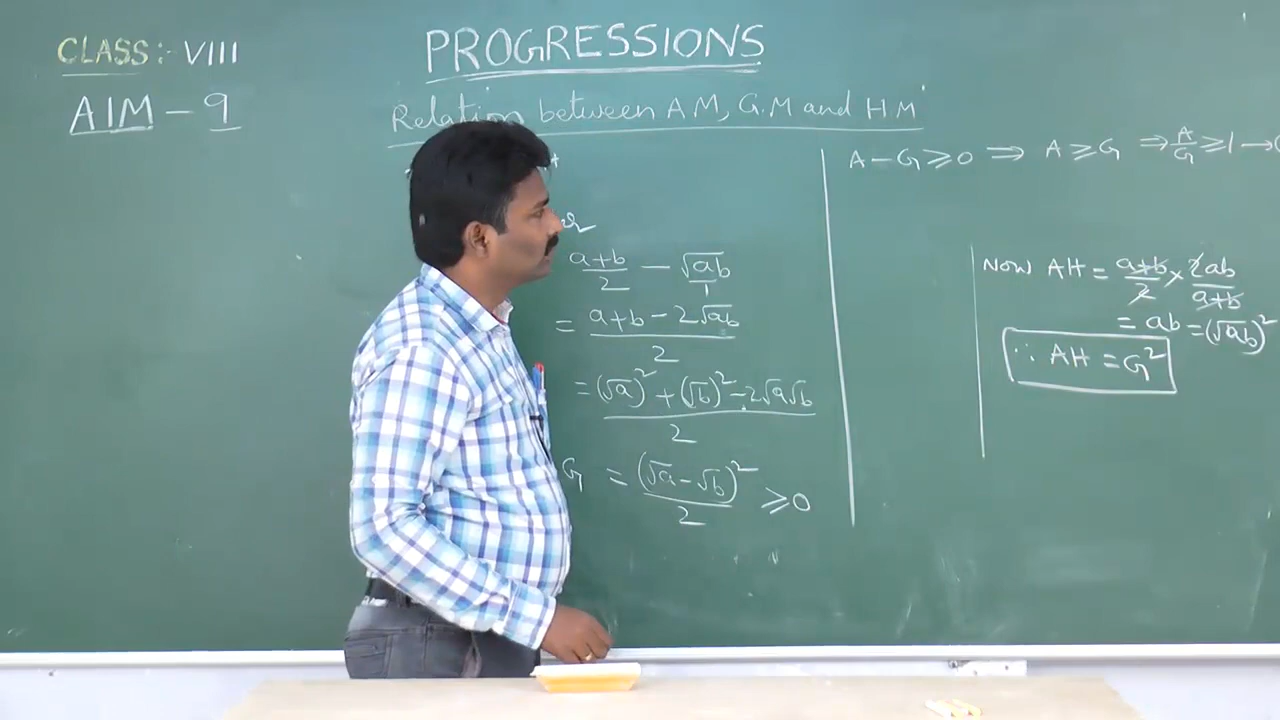 CLASS:- VIII
AIM - 9
PROGRESSIONS
Relation between A M, G.M and H M
a+b/2 - √ab/1
= a+b-2√ab/2
= (√a)² + (√b)² - 2√a√b/2
G = (√a - √b)²/2 ⩾ 0
A - G ⩾ 0 ⇒ A ⩾ G ⇒ A/G ⩾ 1 →
Now AH = a+b/2 × 2ab/a+b
= ab = (√ab)²
∴ AH = G²